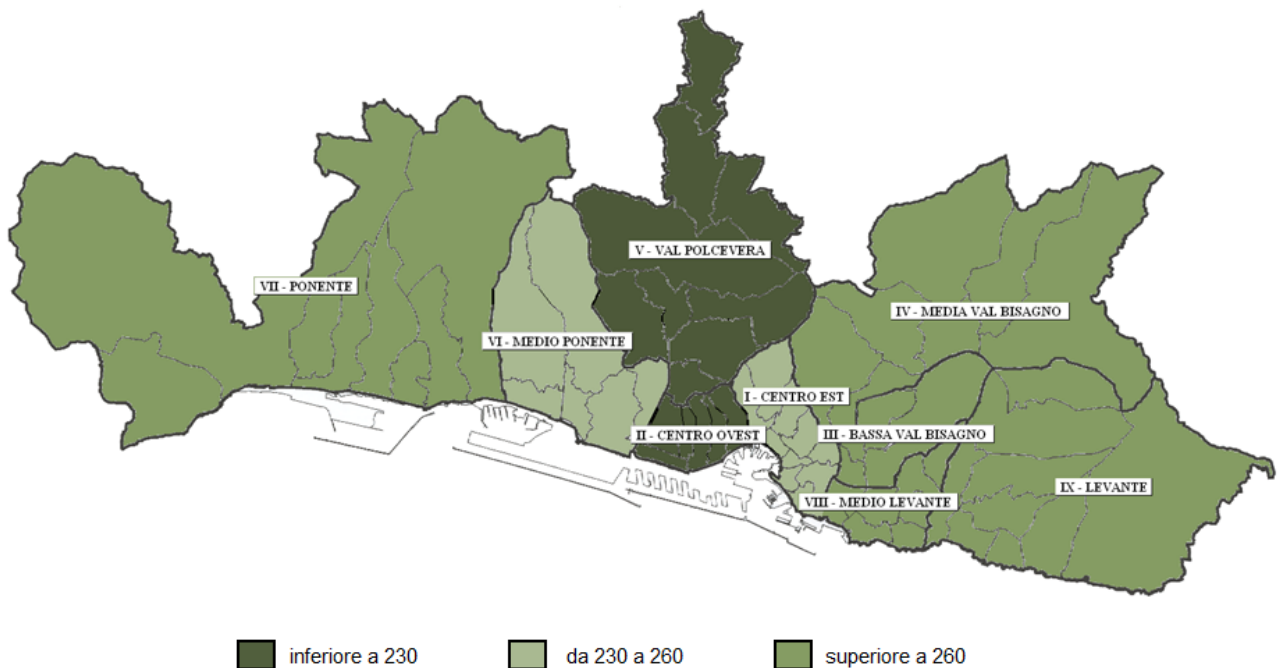 V - VAL POLCEVERA
VII - PONENTE
IV - MEDIA VAL BISAGNO
VI - MEDIO PONENTE
I - CENTRO EST
II - CENTRO OVEST
III - BASSA VAL BISAGNO
IX - LEVANTE
VIII - MEDIO LEVANTE
inferiore a 230
da 230 a 260
superiore a 260